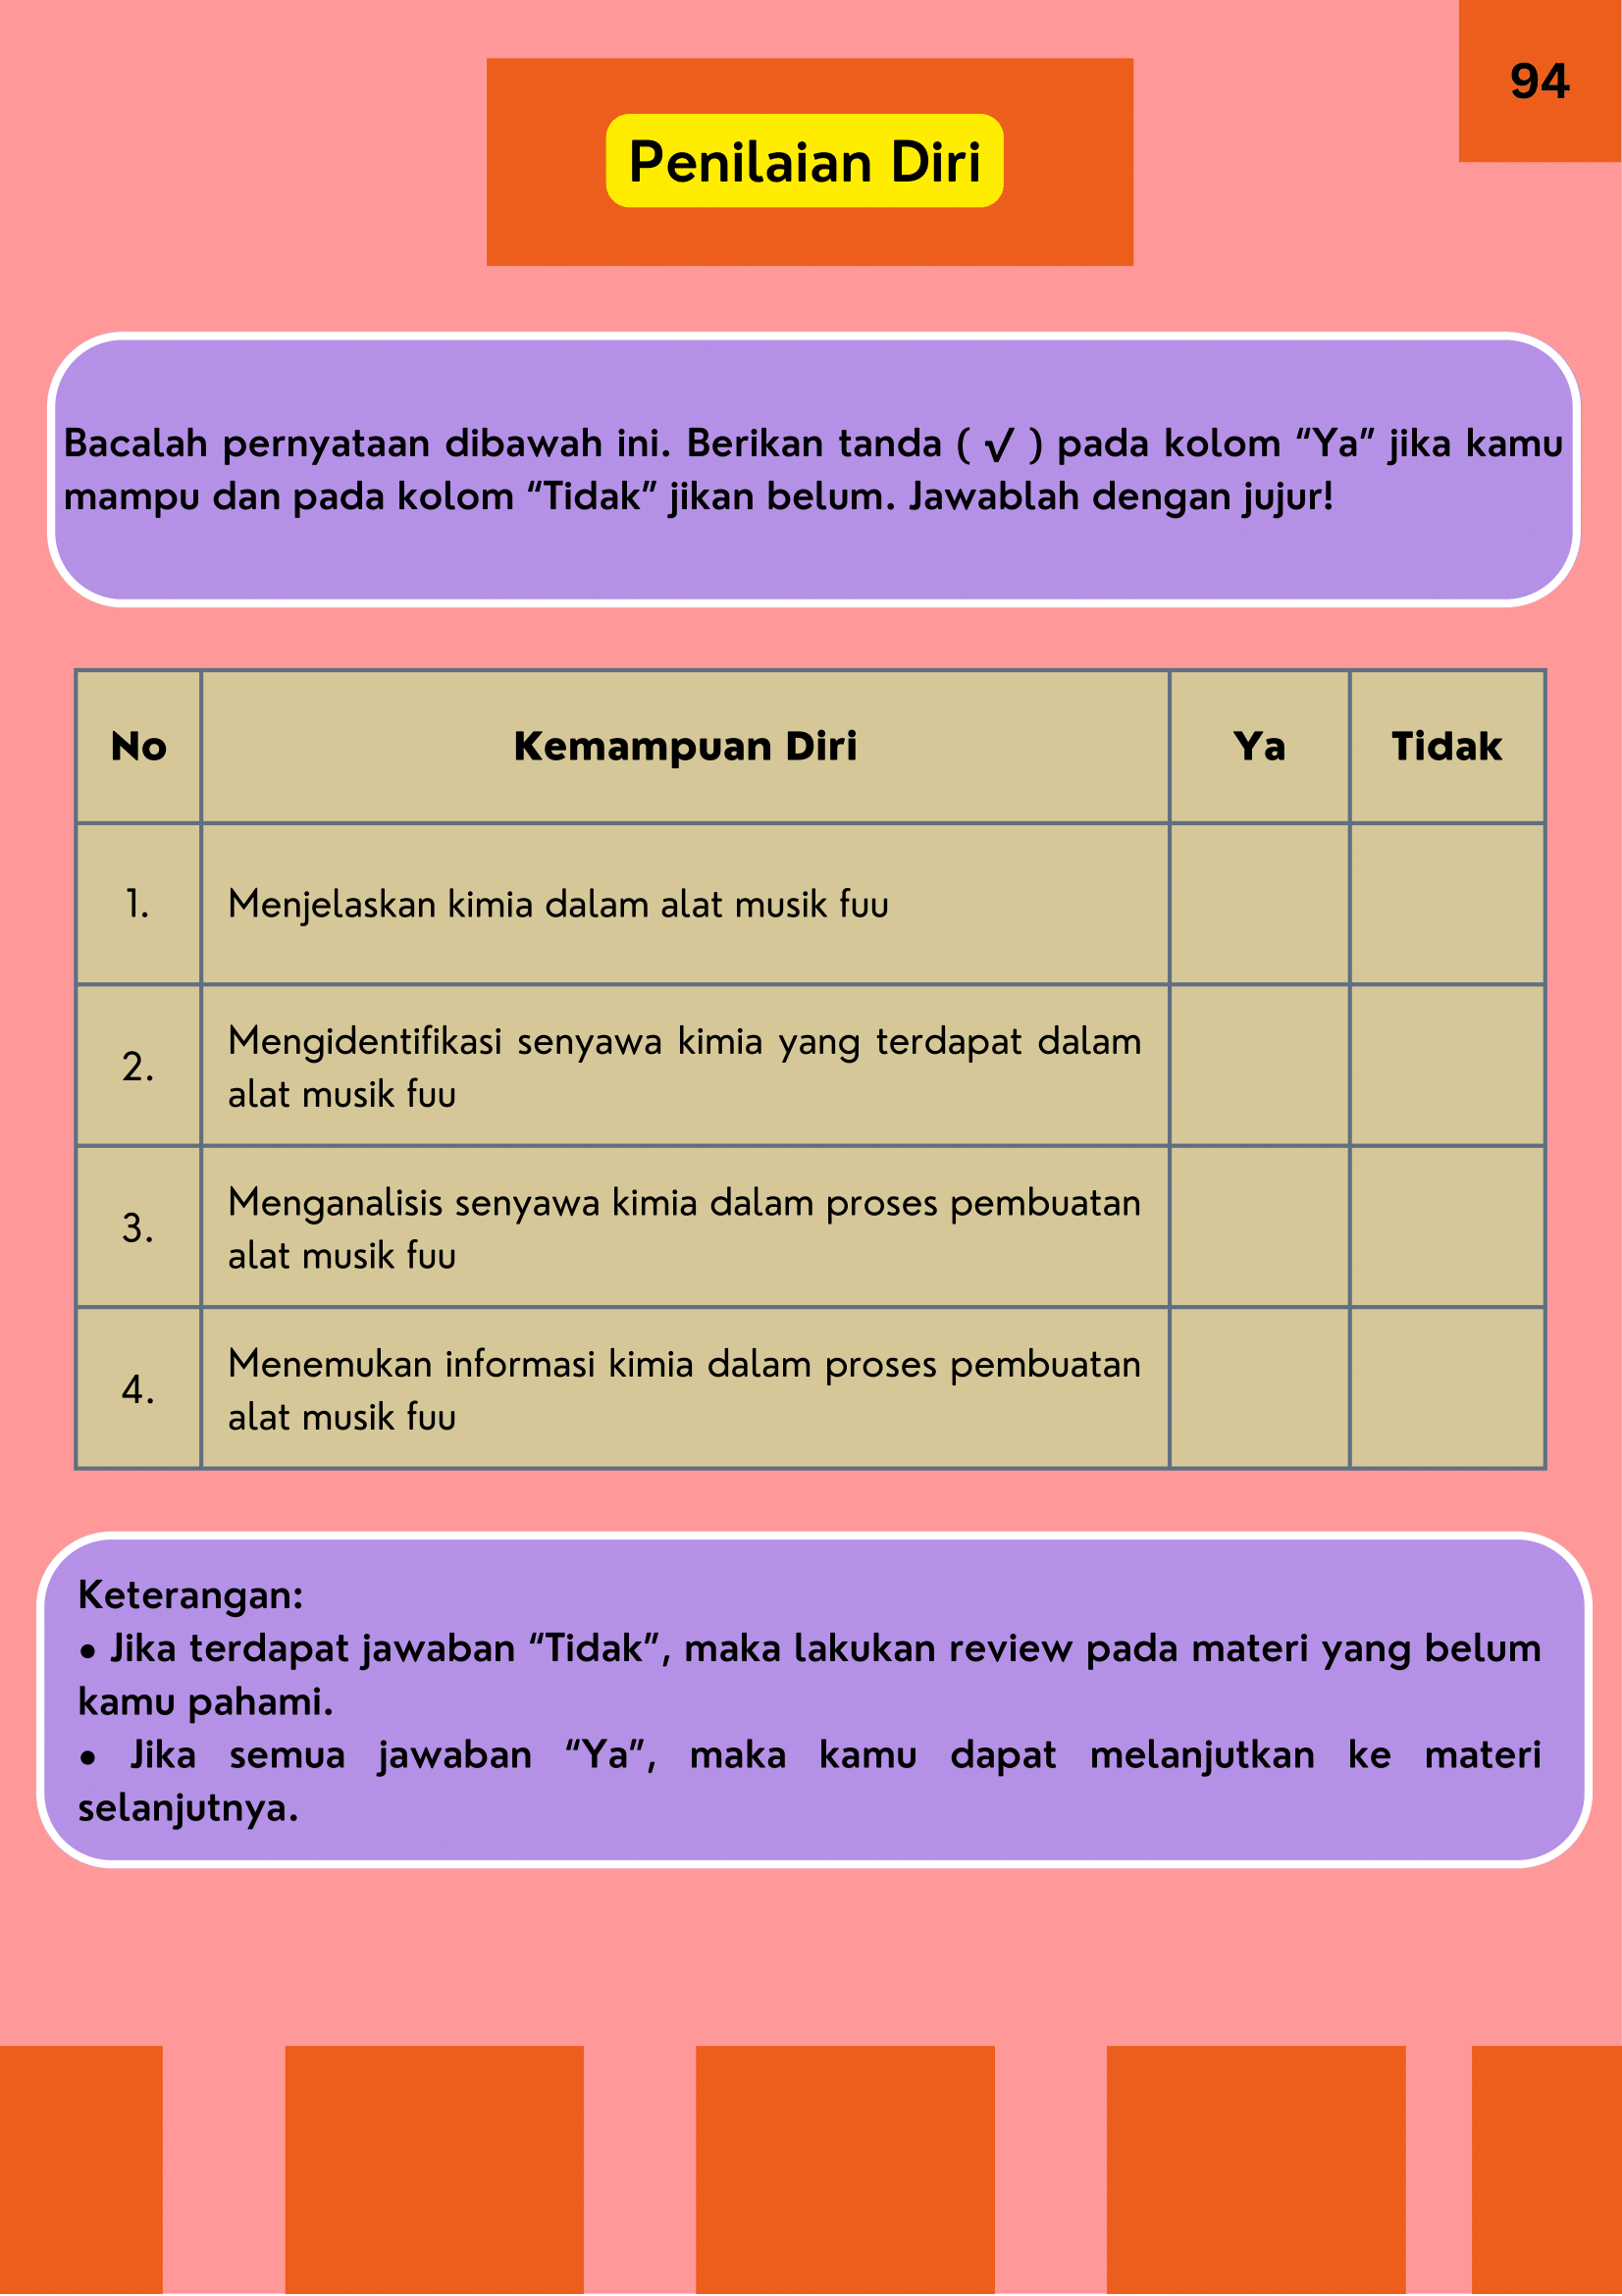 94
Penilaian Diri
Bacalah pernyataan dibawah ini. Berikan tanda ( √ ) pada kolom “Ya” jika kamu
mampu dan pada kolom “Tidak” jikan belum. Jawablah dengan jujur!
No Kemampuan Diri Ya Tidak
1. Menjelaskan kimia dalam alat musik fuu
2. Mengidentifikasi senyawa kimia yang terdapat dalam
alat musik fuu
3. Menganalisis senyawa kimia dalam proses pembuatan
alat musik fuu
4. Menemukan informasi kimia dalam proses pembuatan
alat musik fuu
Keterangan:
• Jika terdapat jawaban “Tidak”, maka lakukan review pada materi yang belum
kamu pahami.
• Jika semua jawaban “Ya”, maka kamu dapat melanjutkan ke materi
selanjutnya.